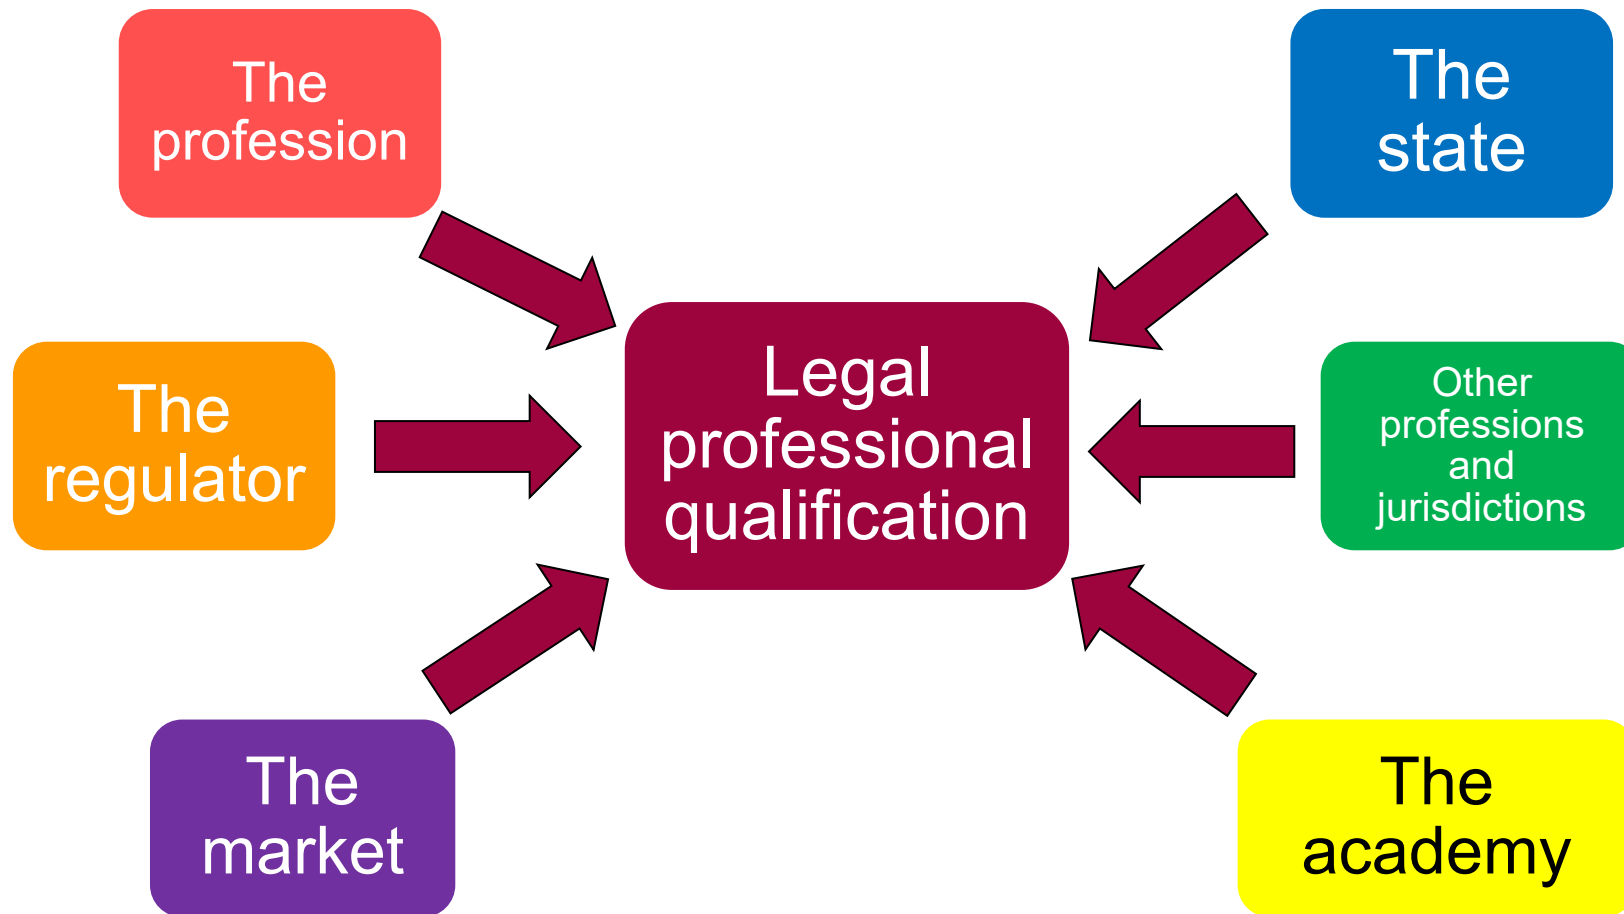 The
profession
The
state
The
regulator
Legal
professional
qualification
Other
professions
and
jurisdictions
The
market
The
academy